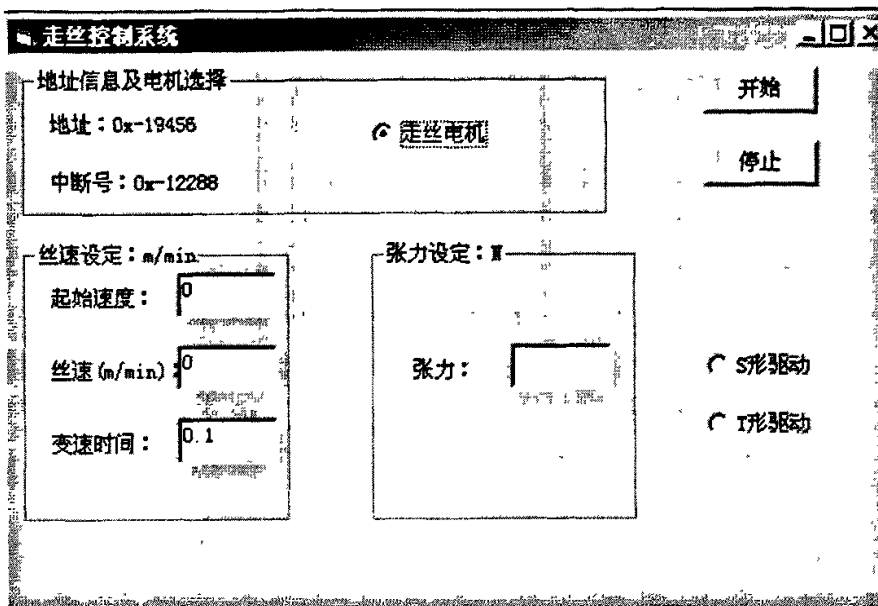 走丝控制系统
地址信息及电机选择
地址：0x-19456
走丝电机
中断号：0x-12288
开始
停止
丝速设定：m/min
起始速度：
0
丝速(m/min)：
0
变速时间：
0.1
张力设定：N
张力：
S形驱动
T形驱动